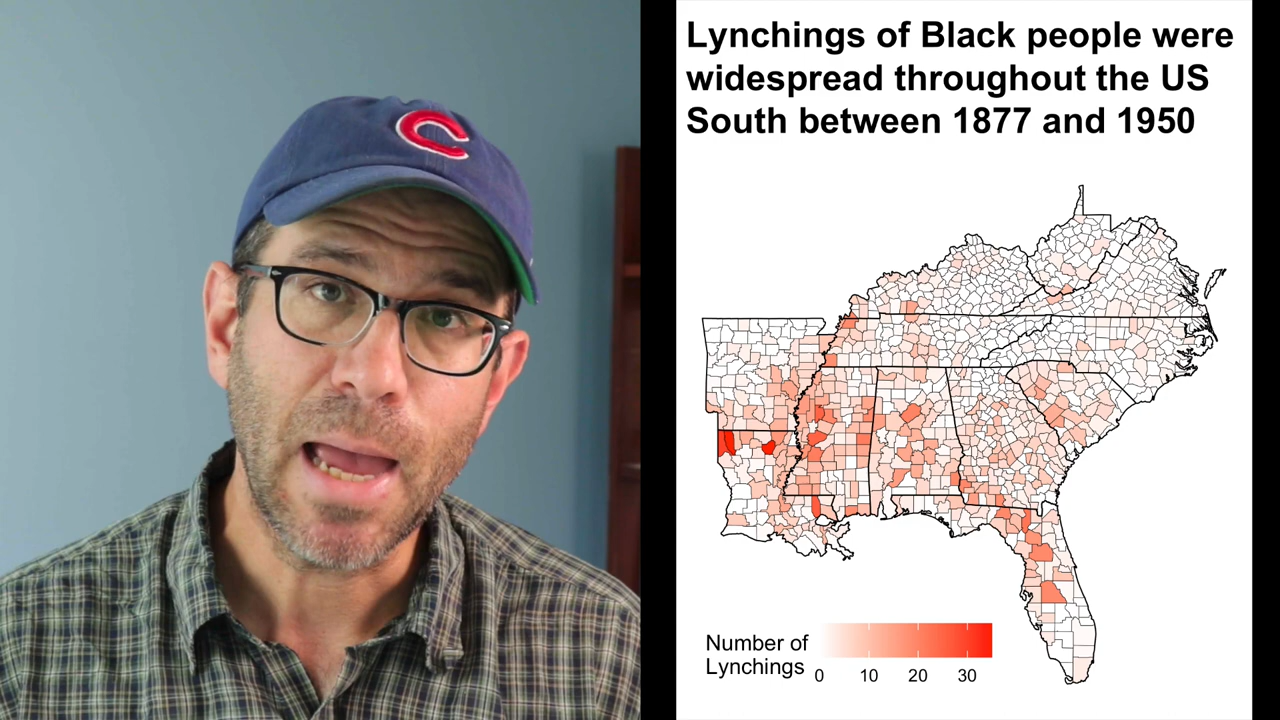 C
Lynchings of Black people were
widespread throughout the US
South between 1877 and 1950
Number of
Lynchings
0 10 20 30